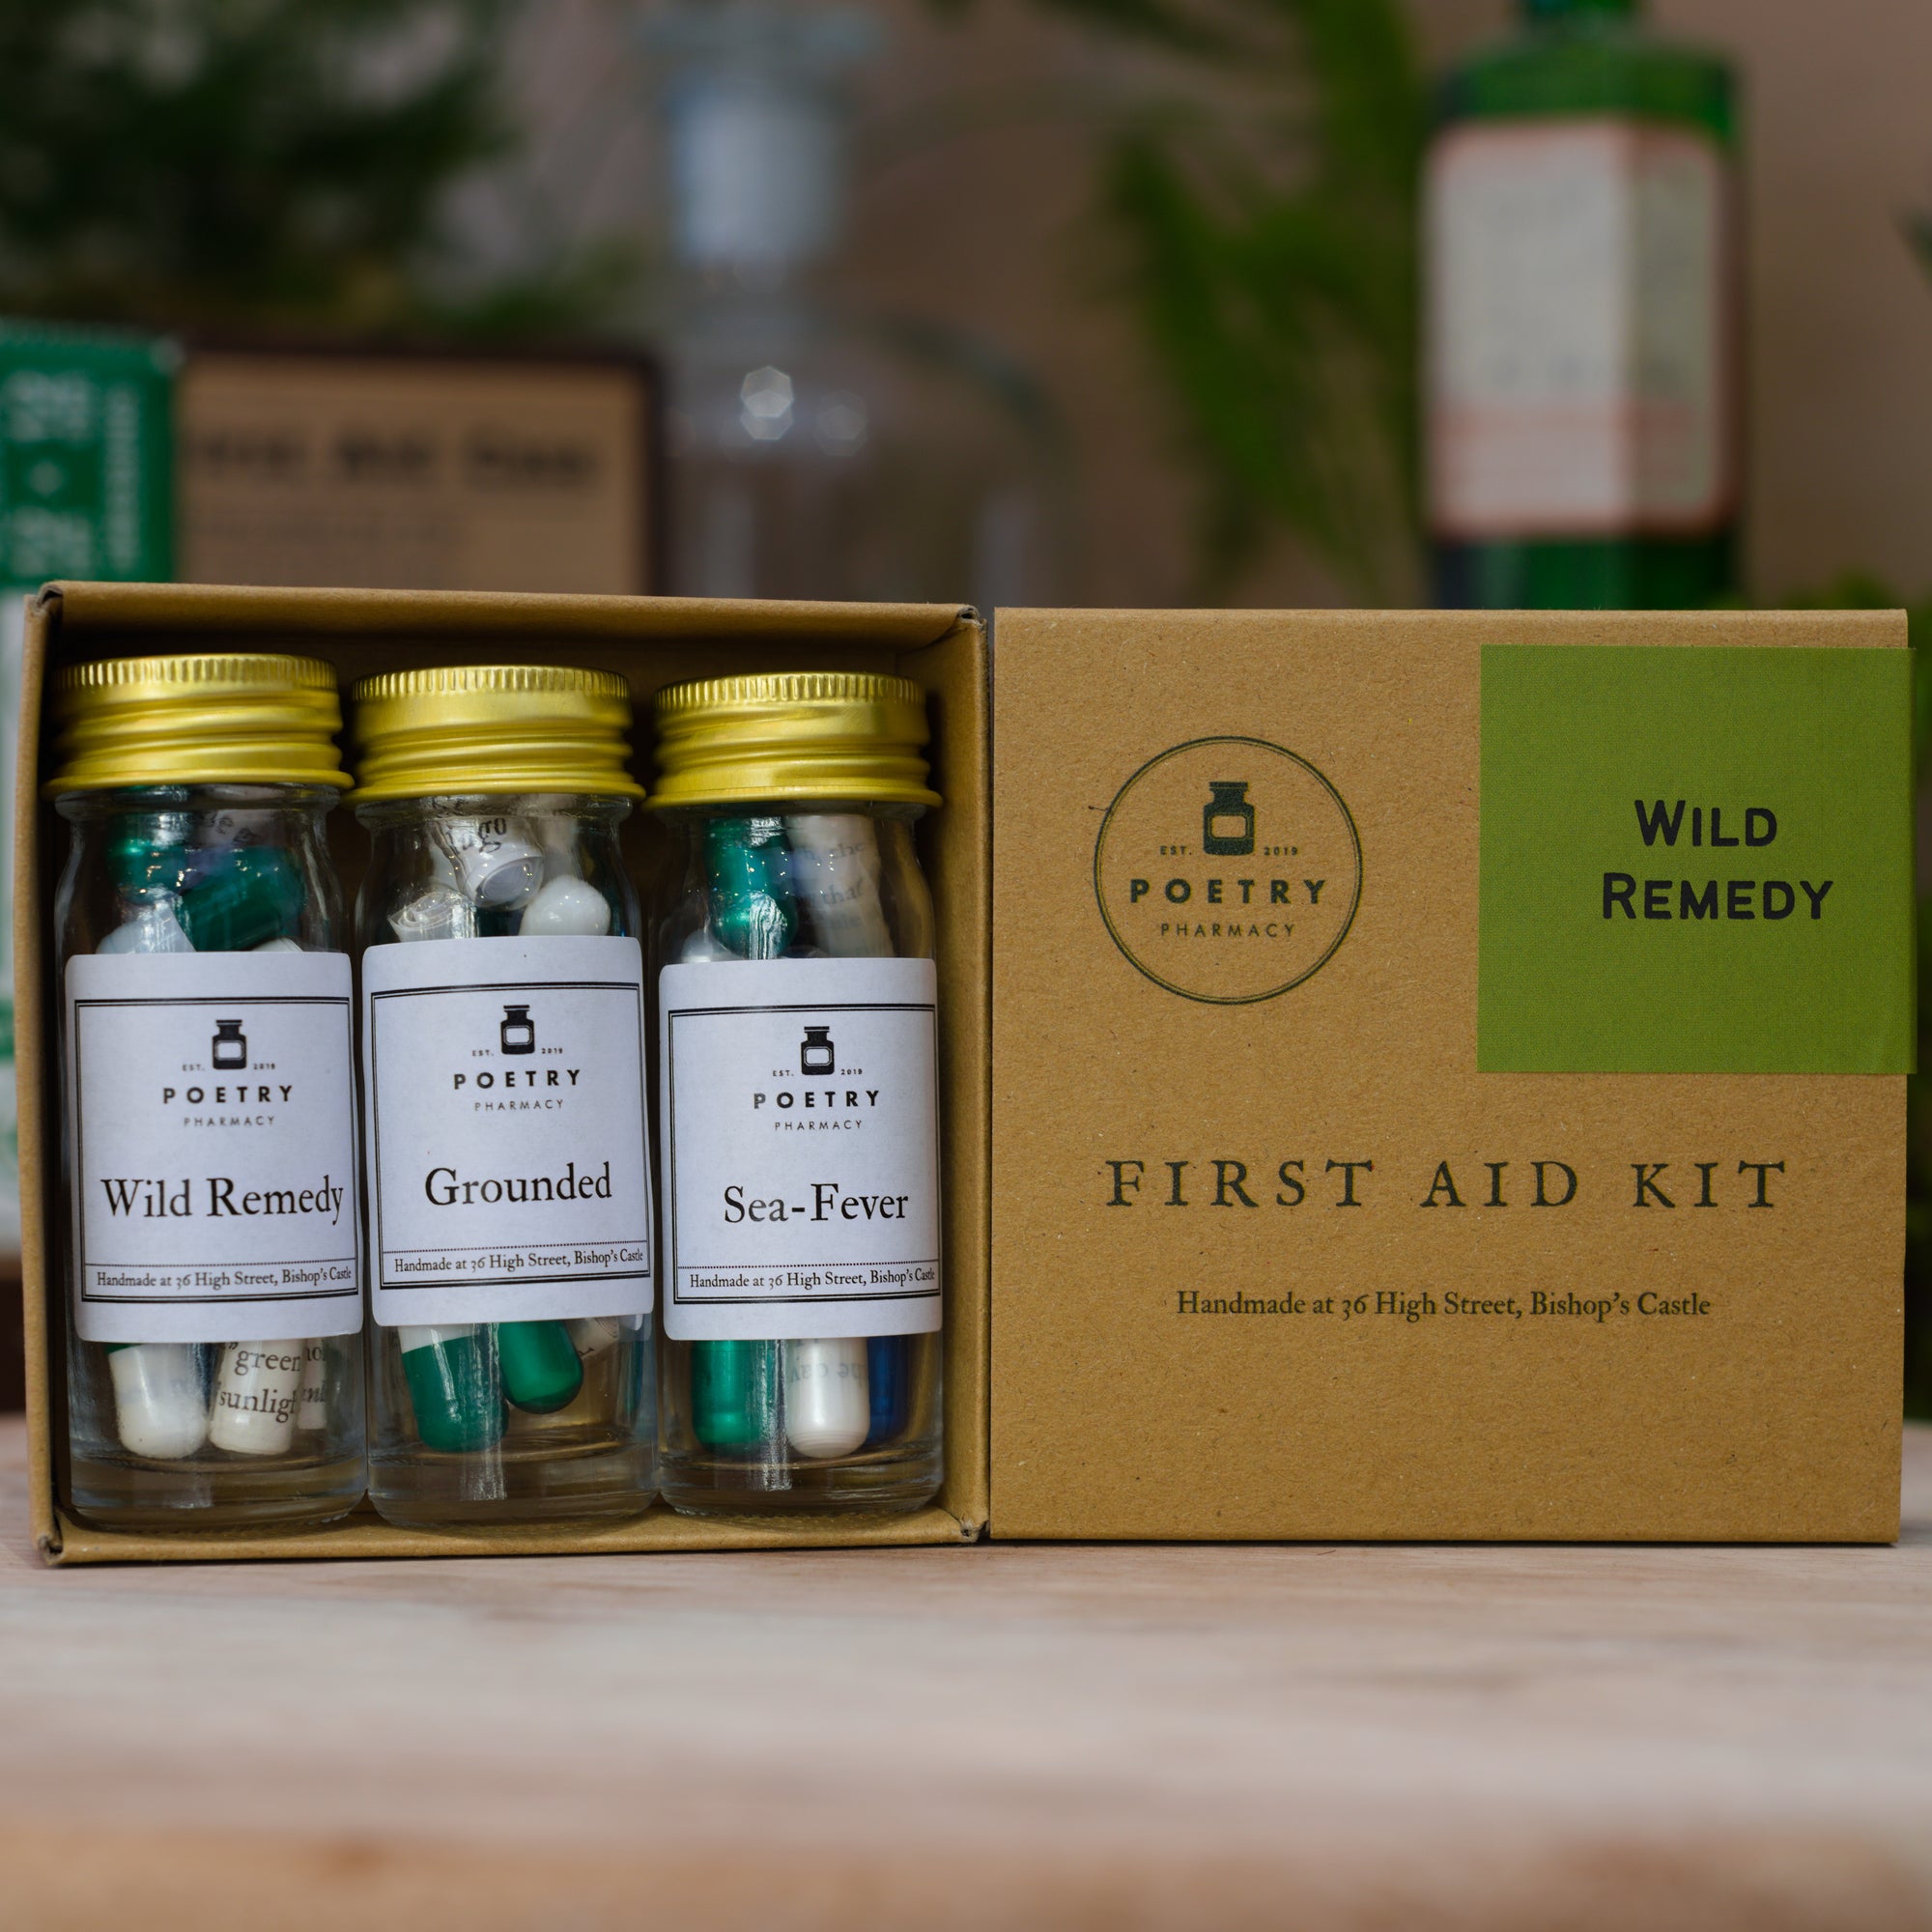 EST. 2019
POETRY
PHARMACY
Wild Remedy
Handmade at 36 High Street, Bishop's Castle
green
EST. 2019
POETRY
PHARMACY
Grounded
Handmade at 36 High Street, Bishop's Castle
the
that
EST. 2019
POETRY
PHARMACY
Sea-Fever
Handmade at 36 High Street, Bishop's Castle
EST. 2019
POETRY
PHARMACY
WILD
REMEDY
FIRST AID KIT
Handmade at 36 High Street, Bishop's Castle